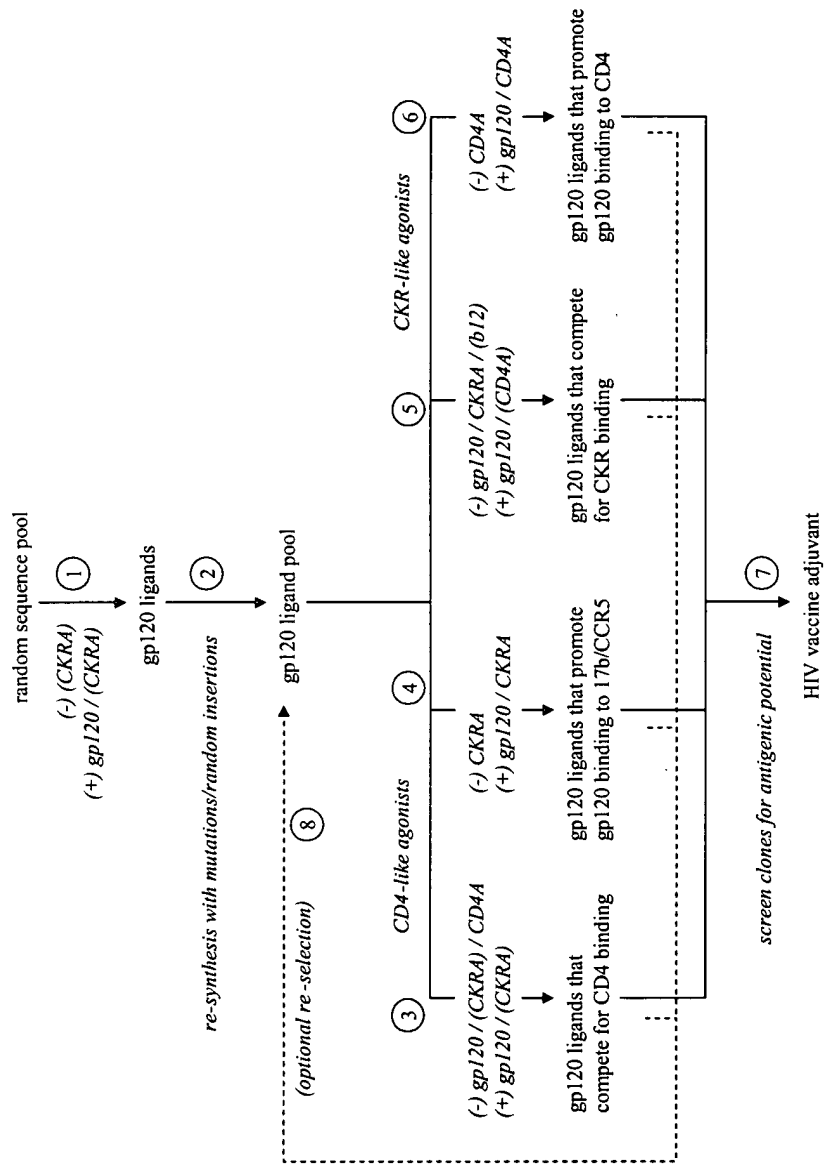 random sequence pool
(-) (CKRA)
(+) gp120 / (CKRA)
1
gp120 ligands
re-synthesis with mutations/random insertions
2
gp120 ligand pool
(optional re-selection)
8
CD4-like agonists
CKR-like agonists
3
(-) gp120 / (CKRA) / CD4A
(+) gp120 / (CKRA)
gp120 ligands that
compete for CD4 binding
4
(-) CKRA
(+) gp120 / CKRA
gp120 ligands that promote
gp120 binding to 17b/CCR5
5
(-) gp120 / CKRA / (b12)
(+) gp120 / (CD4A)
gp120 ligands that compete
for CKR binding
6
(-) CD4A
(+) gp120 / CD4A
gp120 ligands that promote
gp120 binding to CD4
screen clones for antigenic potential
7
HIV vaccine adjuvant